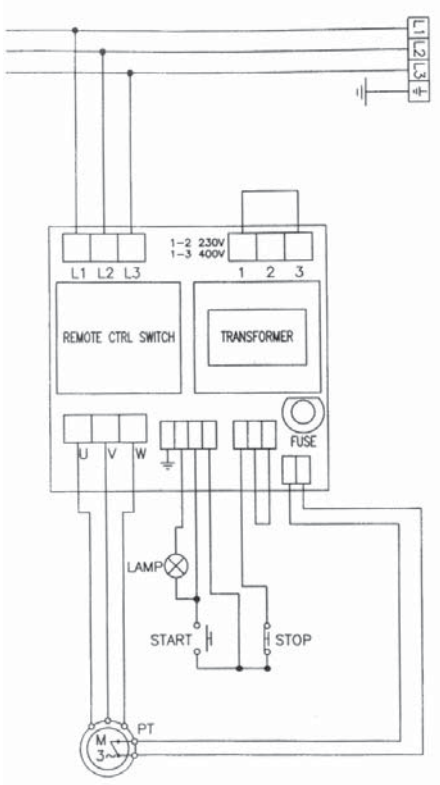 L1
L2
L3
1-2 230V
1-3 400V
L1 L2 L3
1 2 3
REMOTE CTRL SWITCH
TRANSFORMER
FUSE
U V W
LAMP
START
STOP
PT
M
3~